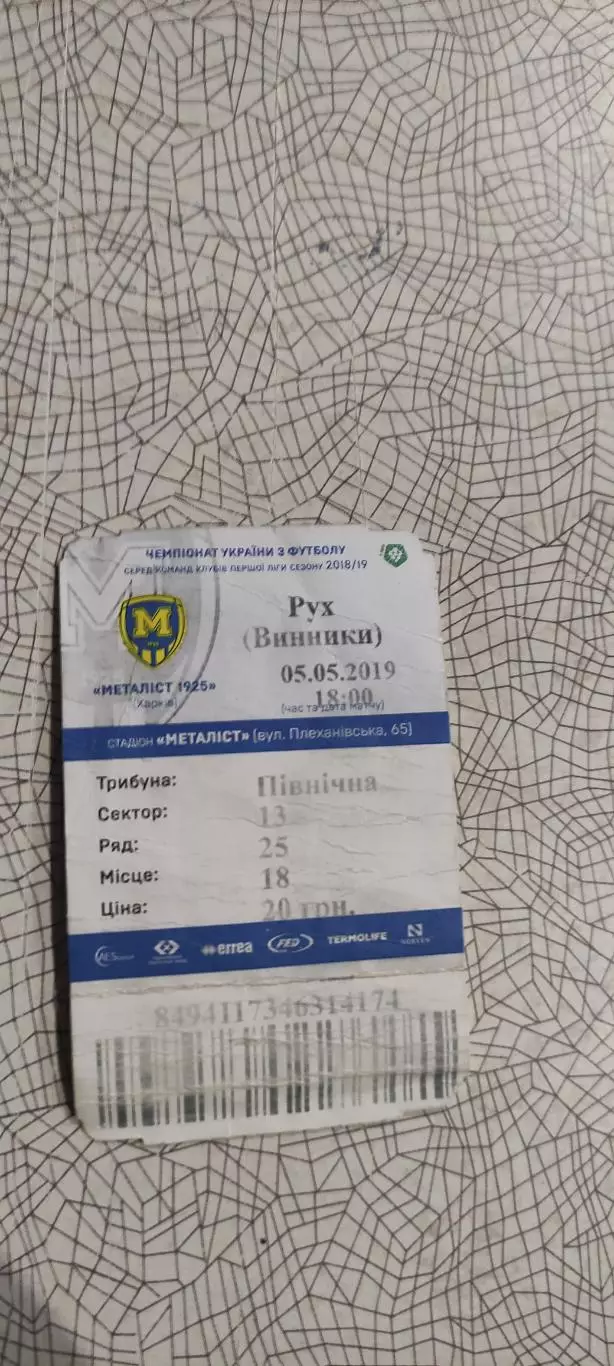 ЧЕМПІОНАТ УКРАЇНИ З ФУТБОЛУ
СЕРЕД КОМАНД КЛУБІВ ПЕРШОЇ ЛІГИ СЕЗОНУ 2018/19
M
Рух
(Винники)
05.05.2019
18:00
(час та дата матчу)
«МЕТАЛІСТ 1925»
(Харків)
СТАДІОН «МЕТАЛІСТ» (вул. Плеханівська, 65)
Трибуна: Північна
Сектор: 13
Ряд: 25
Місце: 18
Ціна: 20 грн.
errea FED TERMOLIFE
8494117346314174